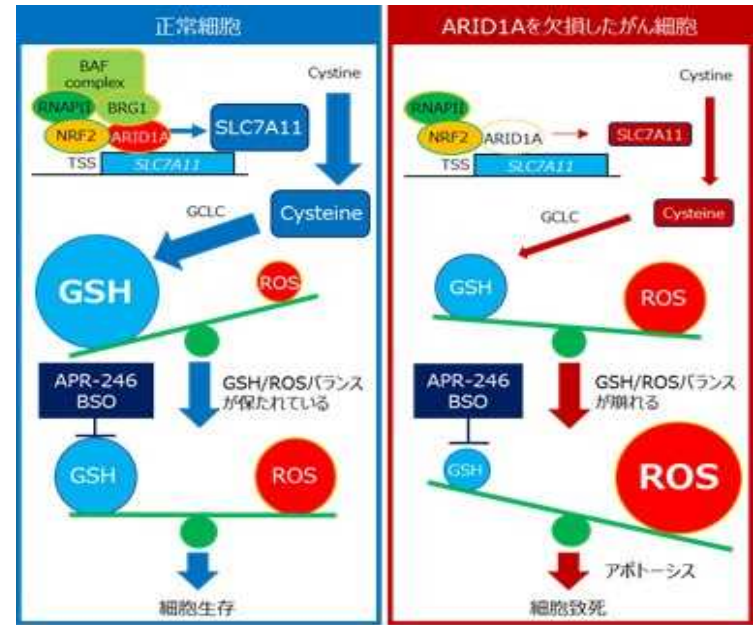 正常細胞
BAF
complex
RNAPII
BRG1
NRF2
ARID1A
SLC7A11
TSS
SLC7A11
Cystine
Cysteine
GCLC
GSH
ROS
APR-246
BSO
GSH/ROSバランス
が保たれている
GSH
ROS
細胞生存
ARID1Aを欠損したがん細胞
RNAPII
NRF2
ARID1A
SLC7A11
TSS
SLC7A11
Cystine
Cysteine
GCLC
GSH
ROS
APR-246
BSO
GSH/ROSバランス
が崩れる
GSH
ROS
アポトーシス
細胞致死